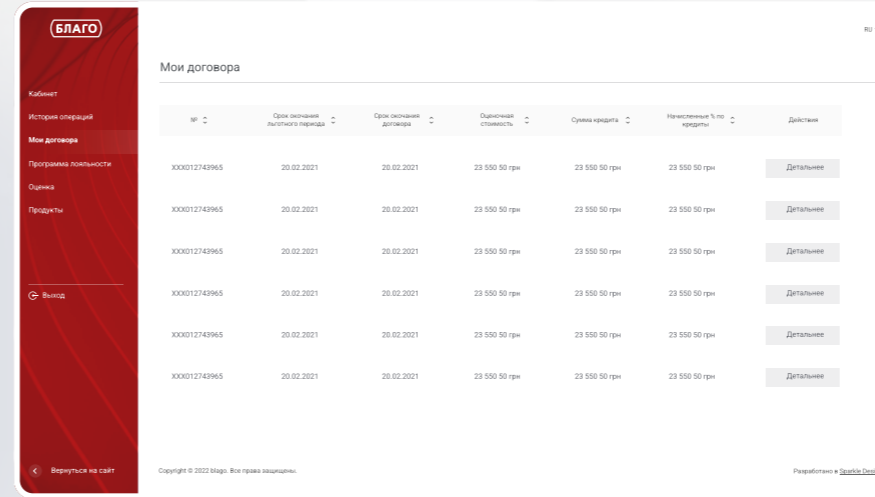 БЛАГО
RU
Мои договора
Кабинет
История операций
Мои договора
Программа лояльности
Оценка
Продукты
Выход
Вернуться на сайт
№ Срок окочания льготного периода Срок окочания договора Оценочная стоимость Сумма кредита Начисленные % по кредиты Действия
XXX012743965 20.02.2021 20.02.2021 23 550 50 грн 23 550 50 грн 23 550 50 грн Детальнее
XXX012743965 20.02.2021 20.02.2021 23 550 50 грн 23 550 50 грн 23 550 50 грн Детальнее
XXX012743965 20.02.2021 20.02.2021 23 550 50 грн 23 550 50 грн 23 550 50 грн Детальнее
XXX012743965 20.02.2021 20.02.2021 23 550 50 грн 23 550 50 грн 23 550 50 грн Детальнее
XXX012743965 20.02.2021 20.02.2021 23 550 50 грн 23 550 50 грн 23 550 50 грн Детальнее
XXX012743965 20.02.2021 20.02.2021 23 550 50 грн 23 550 50 грн 23 550 50 грн Детальнее
Copyright © 2022 blago. Все права защищены.
Разработано в Sparkle Desi